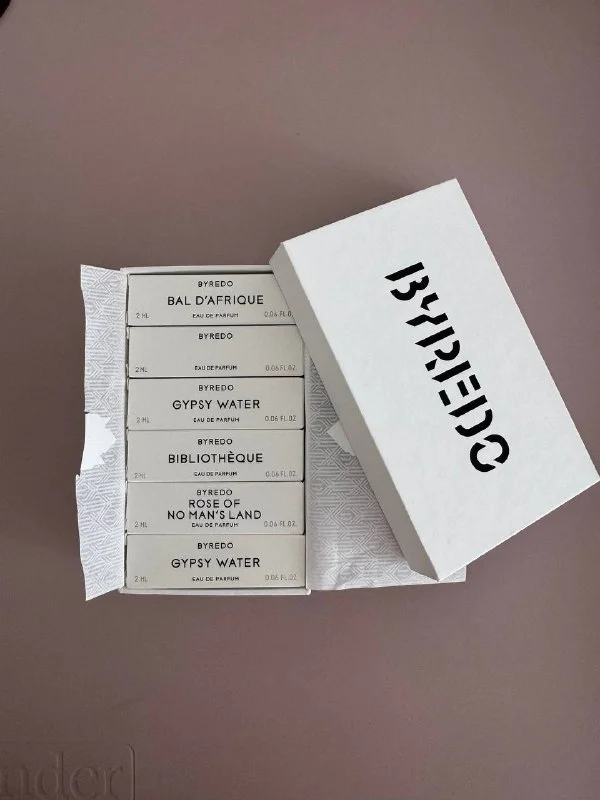 BYREDO
BAL D'AFRIQUE
EAU DE PARFUM
2 ML 0.06 FL.OZ.
BYREDO
EAU DE PARFUM
2 ML 0.06 FL.OZ.
BYREDO
GYPSY WATER
EAU DE PARFUM
2 ML 0.06 FL.OZ.
BYREDO
BIBLIOTHÈQUE
EAU DE PARFUM
2 ML 0.06 FL.OZ.
BYREDO
ROSE OF
NO MAN'S LAND
EAU DE PARFUM
2 ML 0.06 FL.OZ.
BYREDO
GYPSY WATER
EAU DE PARFUM
2 ML 0.06 FL.OZ.
BYREDO